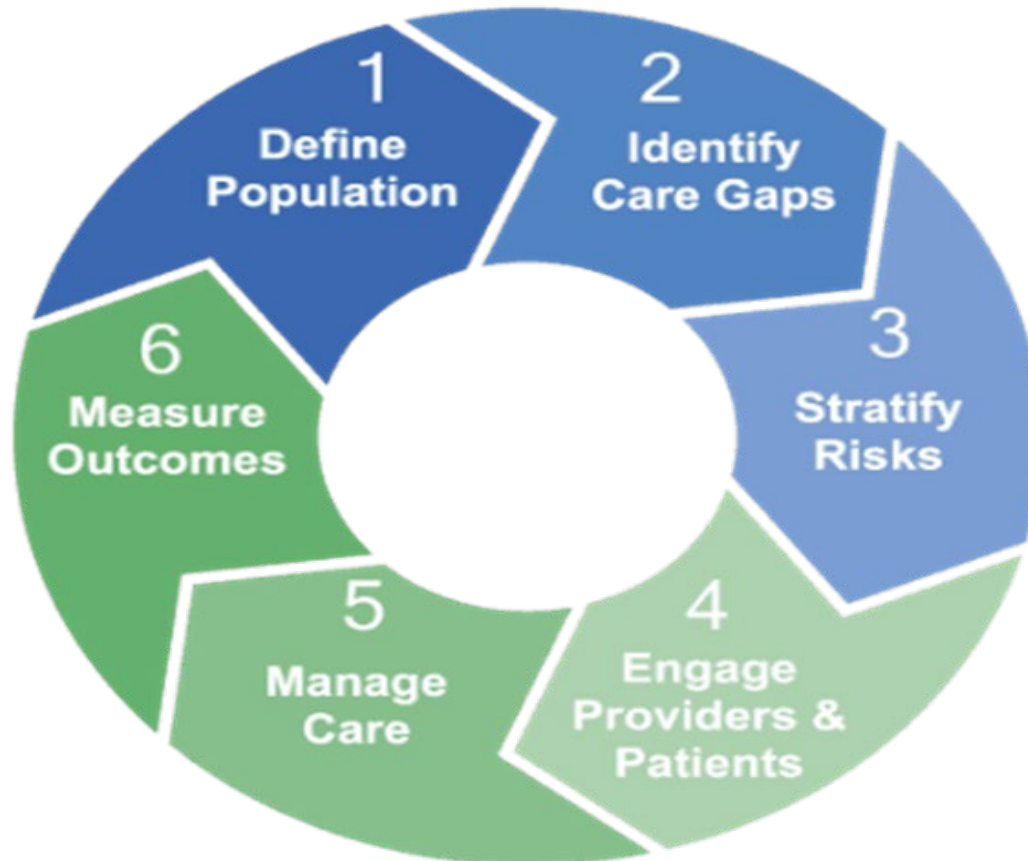 1
Define
Population
2
Identify
Care Gaps
3
Stratify
Risks
4
Engage
Providers &
Patients
5
Manage
Care
6
Measure
Outcomes